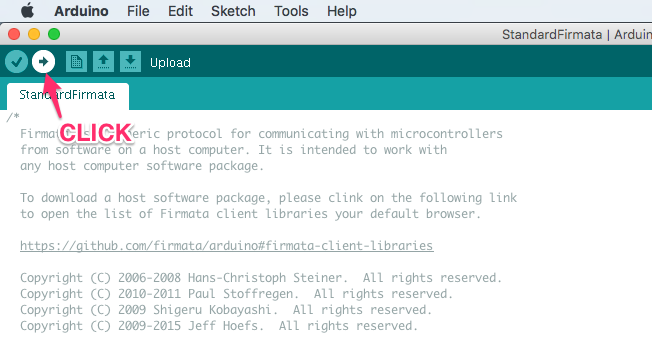 Arduino File Edit Sketch Tools Help
StandardFirmata | Arduin
Upload
StandardFirmata
CLICK
/*
Firmata is a generic protocol for communicating with microcontrollers
from software on a host computer. It is intended to work with
any host computer software package.
To download a host software package, please clink on the following link
to open the list of Firmata client libraries your default browser.
https://github.com/firmata/arduino#firmata-client-libraries
Copyright (C) 2006-2008 Hans-Christoph Steiner. All rights reserved.
Copyright (C) 2010-2011 Paul Stoffregen. All rights reserved.
Copyright (C) 2009 Shigeru Kobayashi. All rights reserved.
Copyright (C) 2009-2015 Jeff Hoefs. All rights reserved.